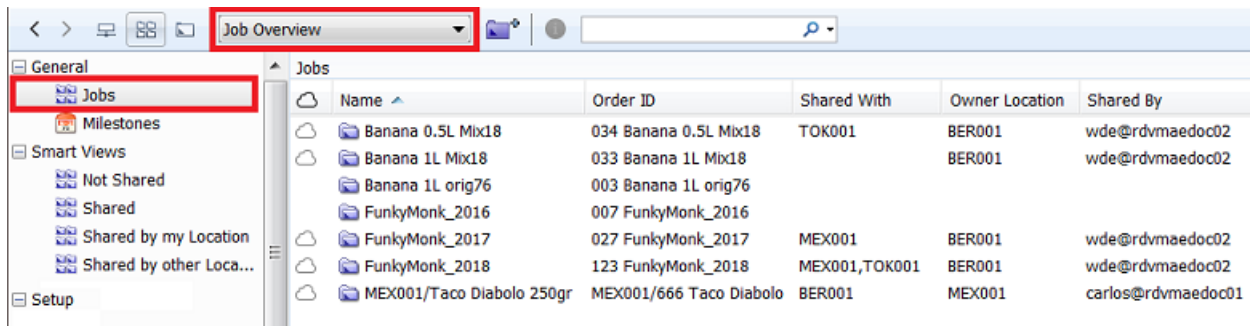 Job Overview
General
Jobs
Milestones
Smart Views
Not Shared
Shared
Shared by my Location
Shared by other Loca...
Setup
Jobs
Name Order ID Shared With Owner Location Shared By
Banana 0.5L Mix18 034 Banana 0.5L Mix18 TOK001 BER001 wde@rdvmaedoc02
Banana 1L Mix18 033 Banana 1L Mix18 BER001 wde@rdvmaedoc02
Banana 1L orig76 003 Banana 1L orig76
FunkyMonk_2016 007 FunkyMonk_2016
FunkyMonk_2017 027 FunkyMonk_2017 MEX001 BER001 wde@rdvmaedoc02
FunkyMonk_2018 123 FunkyMonk_2018 MEX001,TOK001 BER001 wde@rdvmaedoc02
MEX001/Taco Diabolo 250gr MEX001/666 Taco Diabolo BER001 MEX001 carlos@rdvmaedoc01